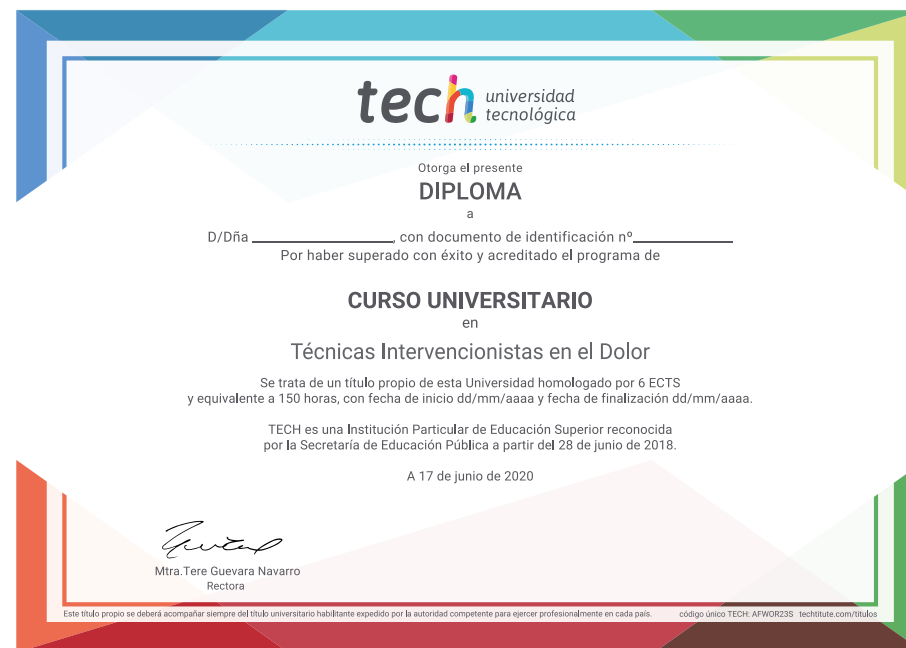 tech universidad
tecnológica
Otorga el presente
DIPLOMA
a
D/Dña ____________________, con documento de identificación nº______________
Por haber superado con éxito y acreditado el programa de
CURSO UNIVERSITARIO
en
Técnicas Intervencionistas en el Dolor
Se trata de un título propio de esta Universidad homologado por 6 ECTS
y equivalente a 150 horas, con fecha de inicio dd/mm/aaaa y fecha de finalización dd/mm/aaaa.
TECH es una Institución Particular de Educación Superior reconocida
por la Secretaría de Educación Pública a partir del 28 de junio de 2018.
A 17 de junio de 2020
Mtra.Tere Guevara Navarro
Rectora
Este título propio se deberá acompañar siempre del título universitario habilitante expedido por la autoridad competente para ejercer profesionalmente en cada país. código único TECH: AFWOR23S techtitute.com/titulos